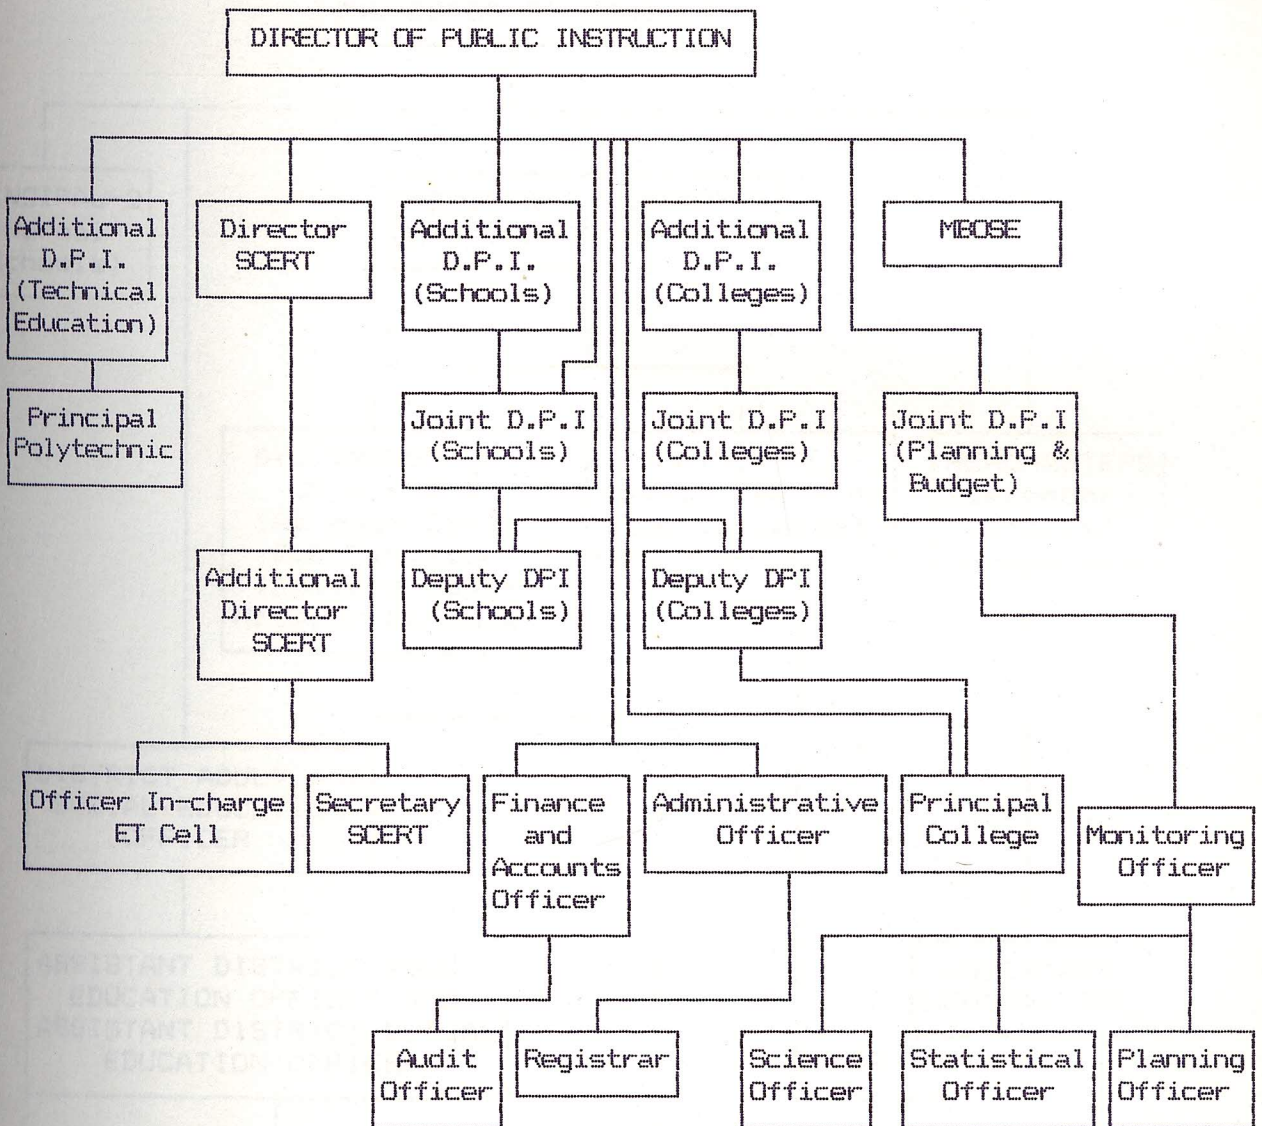 DIRECTOR OF PUBLIC INSTRUCTION
Additional
D.P.I.
(Technical
Education)
Director
SCERT
Additional
D.P.I.
(Schools)
Additional
D.P.I.
(Colleges)
MBOSE
Principal
Polytechnic
Joint D.P.I
(Schools)
Joint D.P.I
(Colleges)
Joint D.P.I
(Planning &
Budget)
Additional
Director
SCERT
Deputy DPI
(Schools)
Deputy DPI
(Colleges)
Officer In-charge
ET Cell
Secretary
SCERT
Finance
and
Accounts
Officer
Administrative
Officer
Principal
College
Monitoring
Officer
Audit
Officer
Registrar
Science
Officer
Statistical
Officer
Planning
Officer